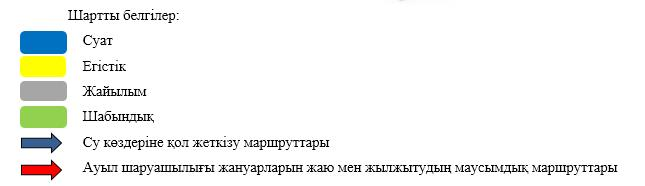 Шартты белгілер:
Суат
Егістік
Жайылым
Шабындық
Су көздеріне қол жеткізу маршруттары
Ауыл шаруашылығы жануарларын жаю мен жылжытудың маусымдық маршруттары